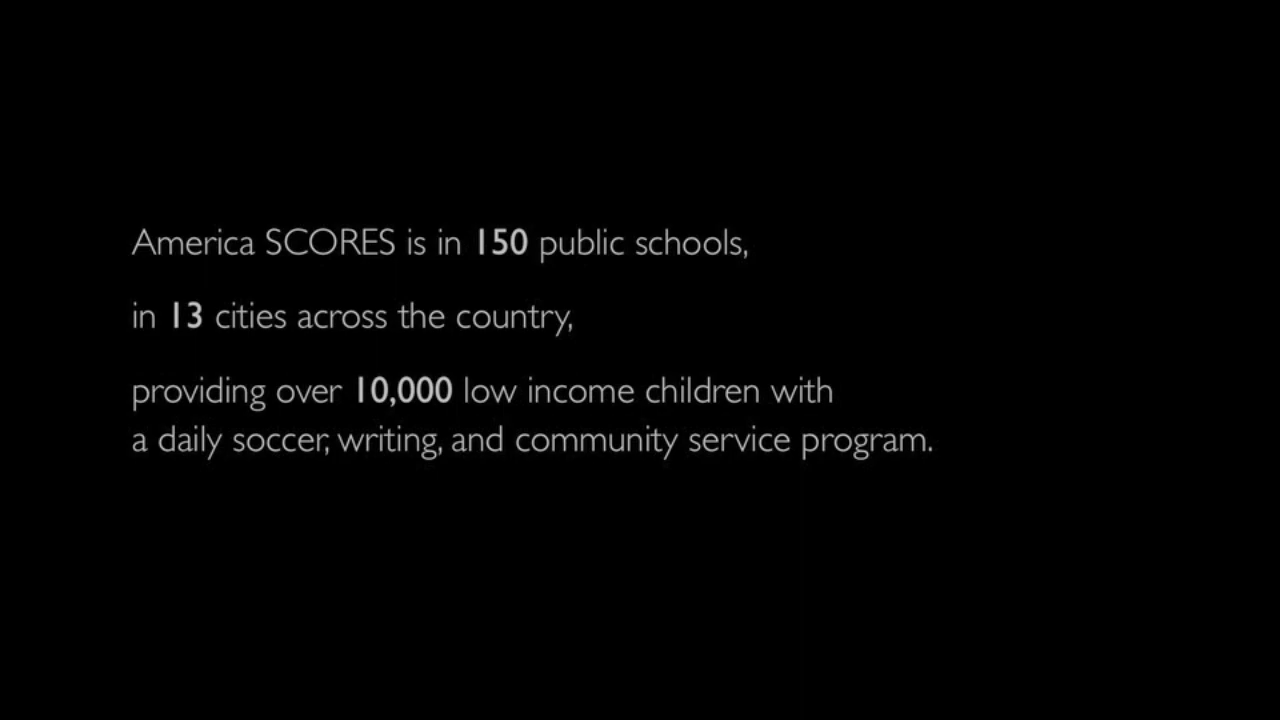 America SCORES is in 150 public schools,
in 13 cities across the country,
providing over 10,000 low income children with
a daily soccer, writing, and community service program.